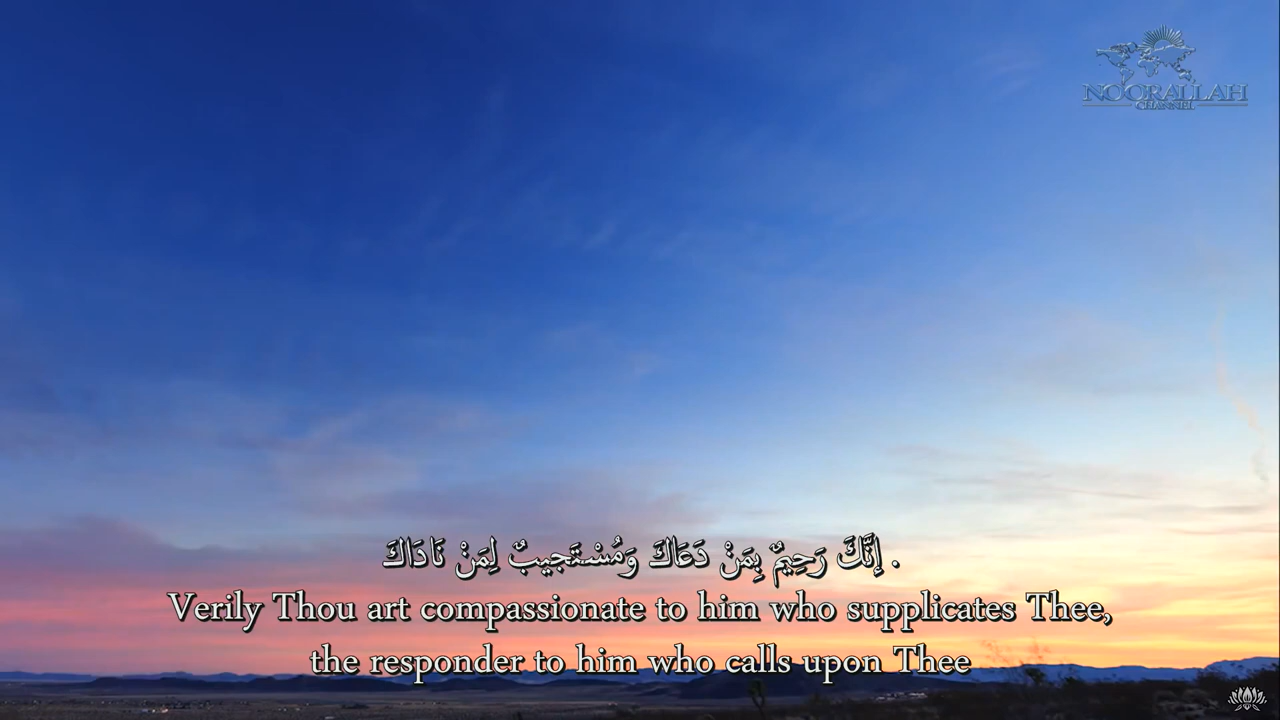 NOORALLAH
CHANNEL
إِنَّكَ رَحِيمٌ بِمَنْ دَعَاكَ وَمُسْتَجِيبٌ لِمَنْ نَادَاكَ .
Verily Thou art compassionate to him who supplicates Thee,
the responder to him who calls upon Thee